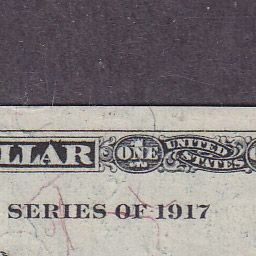 LLAR ONE UNITED STATES
SERIES OF 1917